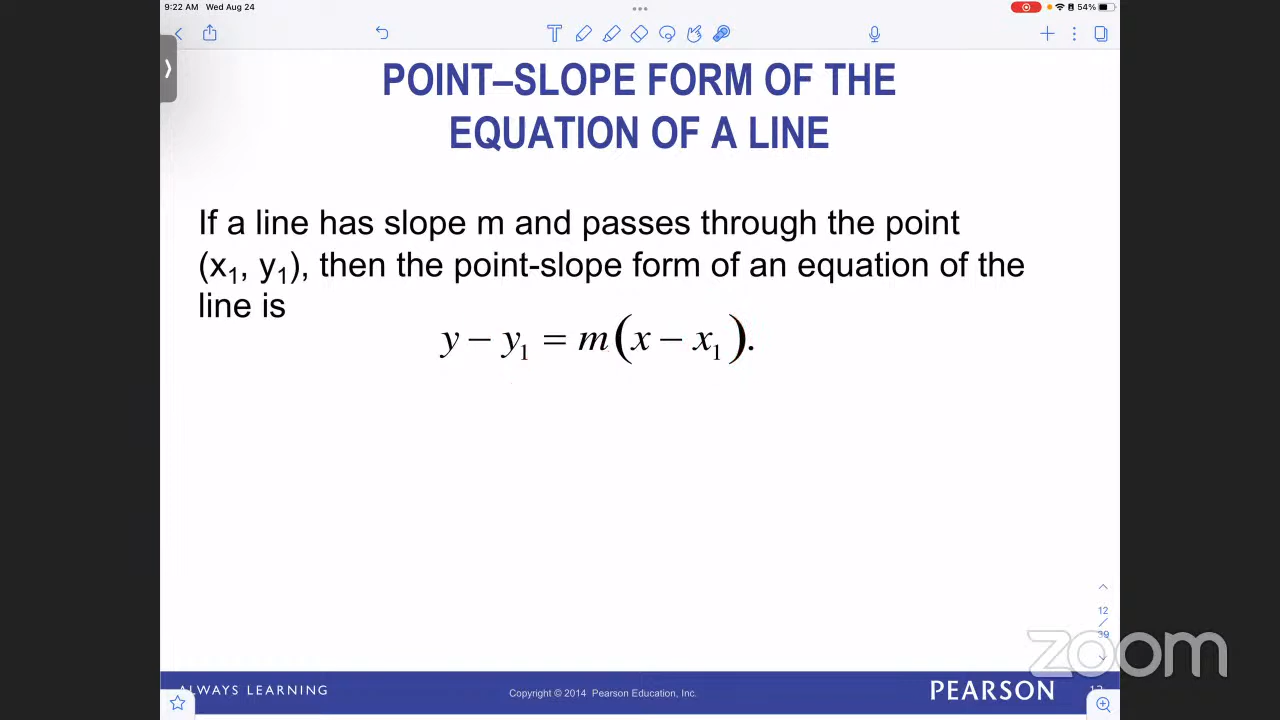 9:22 AM Wed Aug 24
54%
POINT–SLOPE FORM OF THE
EQUATION OF A LINE
If a line has slope m and passes through the point
(x₁, y₁), then the point-slope form of an equation of the
line is
y − y₁ = m(x − x₁).
12
/
39
zoom
ALWAYS LEARNING
Copyright © 2014 Pearson Education, Inc.
PEARSON